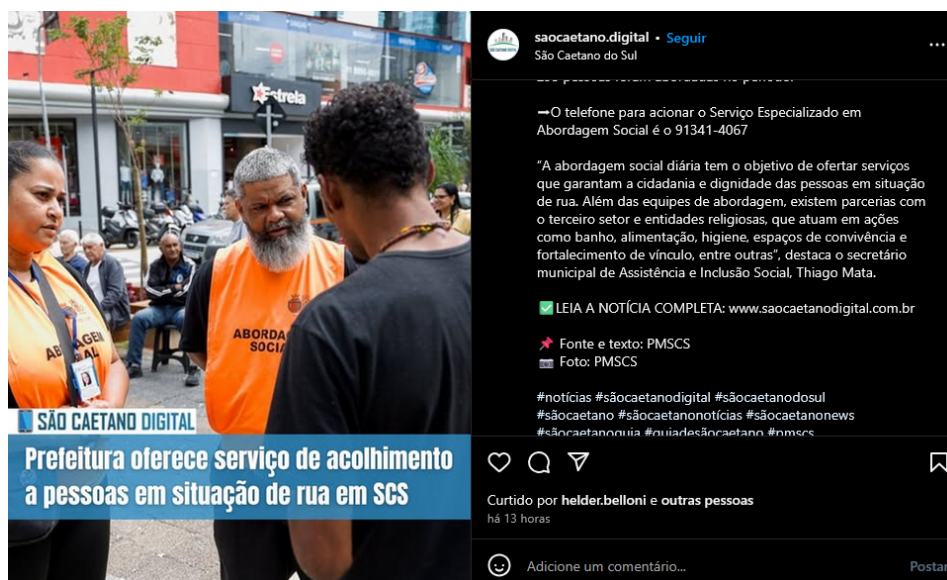 Estrela
ABORDAGEM
SOCIAL
ABORDA
SOCIA
SÃO CAETANO DIGITAL
Prefeitura oferece serviço de acolhimento
a pessoas em situação de rua em SCS
saocaetano.digital • Seguir
São Caetano do Sul
➡O telefone para acionar o Serviço Especializado em
Abordagem Social é o 91341-4067
“A abordagem social diária tem o objetivo de ofertar serviços
que garantam a cidadania e dignidade das pessoas em situação
de rua. Além das equipes de abordagem, existem parcerias com
o terceiro setor e entidades religiosas, que atuam em ações
como banho, alimentação, higiene, espaços de convivência e
fortalecimento de vínculo, entre outras”, destaca o secretário
municipal de Assistência e Inclusão Social, Thiago Mata.
✅LEIA A NOTÍCIA COMPLETA: www.saocaetanodigital.com.br
📌 Fonte e texto: PMSCS
📷 Foto: PMSCS
#notícias #sãocaetanodigital #sãocaetanodosul
#sãocaetano #sãocaetanonotícias #sãocaetanonews
#sãocaetanoguia #guiadesãocaetano #pmscs
Curtido por helder.belloni e outras pessoas
há 13 horas
Adicione um comentário...
Postar